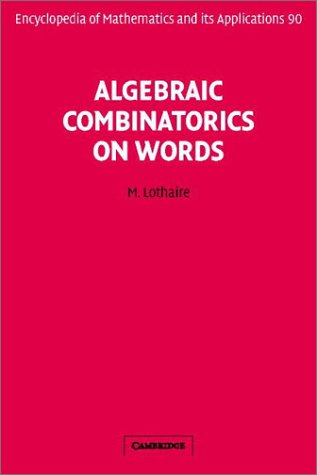 Encyclopedia of Mathematics and its Applications 90
ALGEBRAIC
COMBINATORICS
ON WORDS
M. Lothaire
CAMBRIDGE